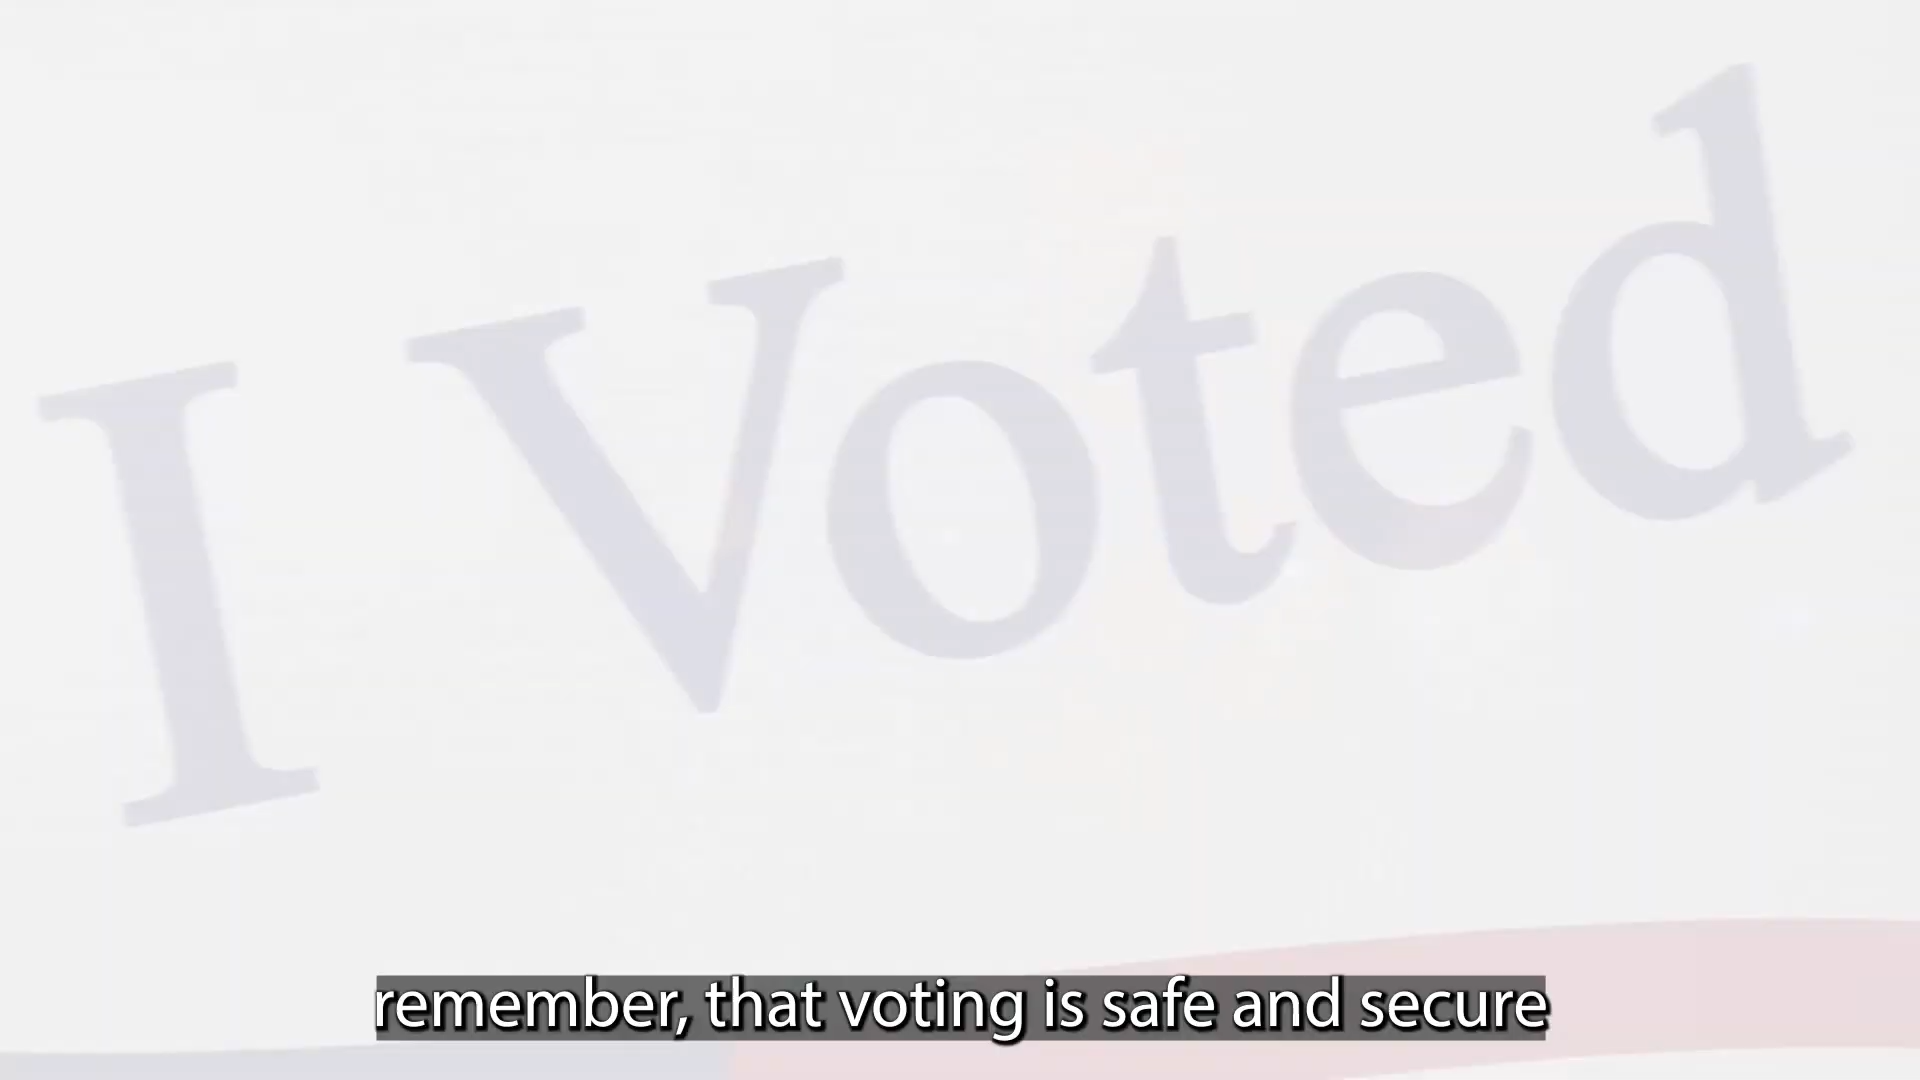 I Voted
remember, that voting is safe and secure